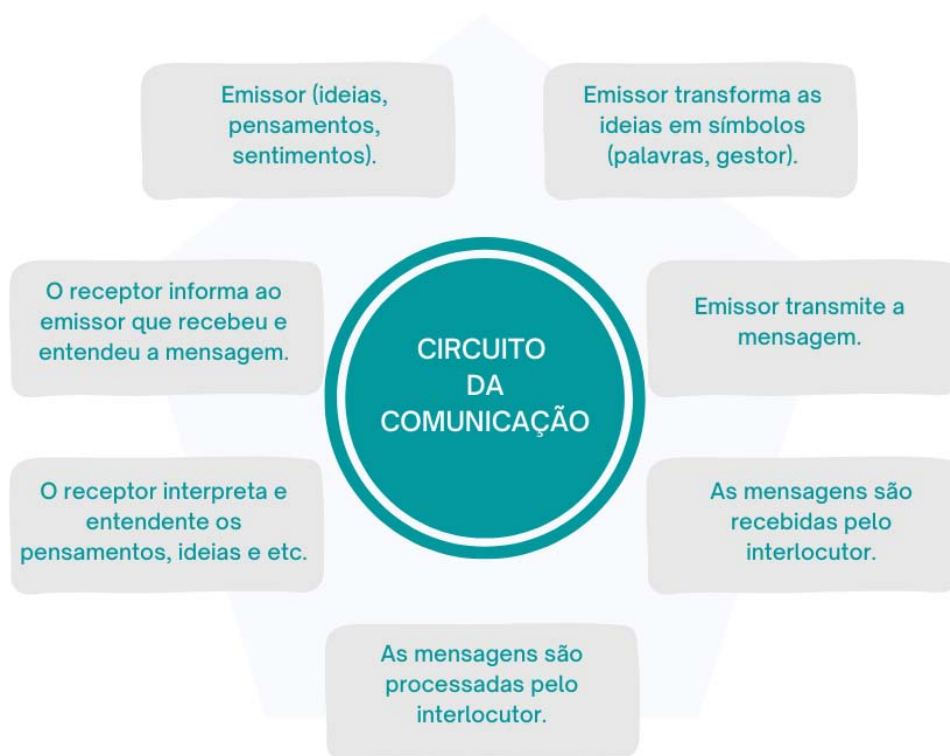 Emissor (ideias,
pensamentos,
sentimentos).
Emissor transforma as
ideias em símbolos
(palavras, gestor).
O receptor informa ao
emissor que recebeu e
entendeu a mensagem.
CIRCUITO
DA
COMUNICAÇÃO
Emissor transmite a
mensagem.
O receptor interpreta e
entendente os
pensamentos, ideias e etc.
As mensagens são
recebidas pelo
interlocutor.
As mensagens são
processadas pelo
interlocutor.